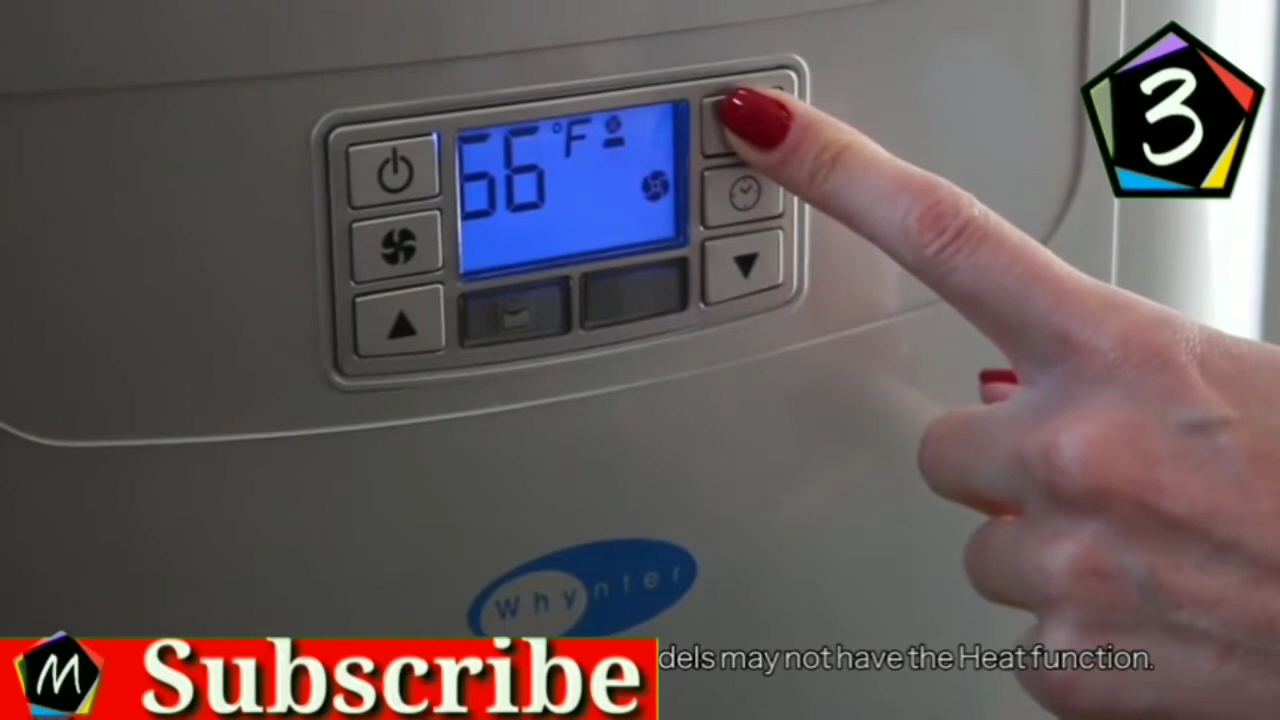 3
66 °F
Whynter
M Subscribe
dels may not have the Heat function.